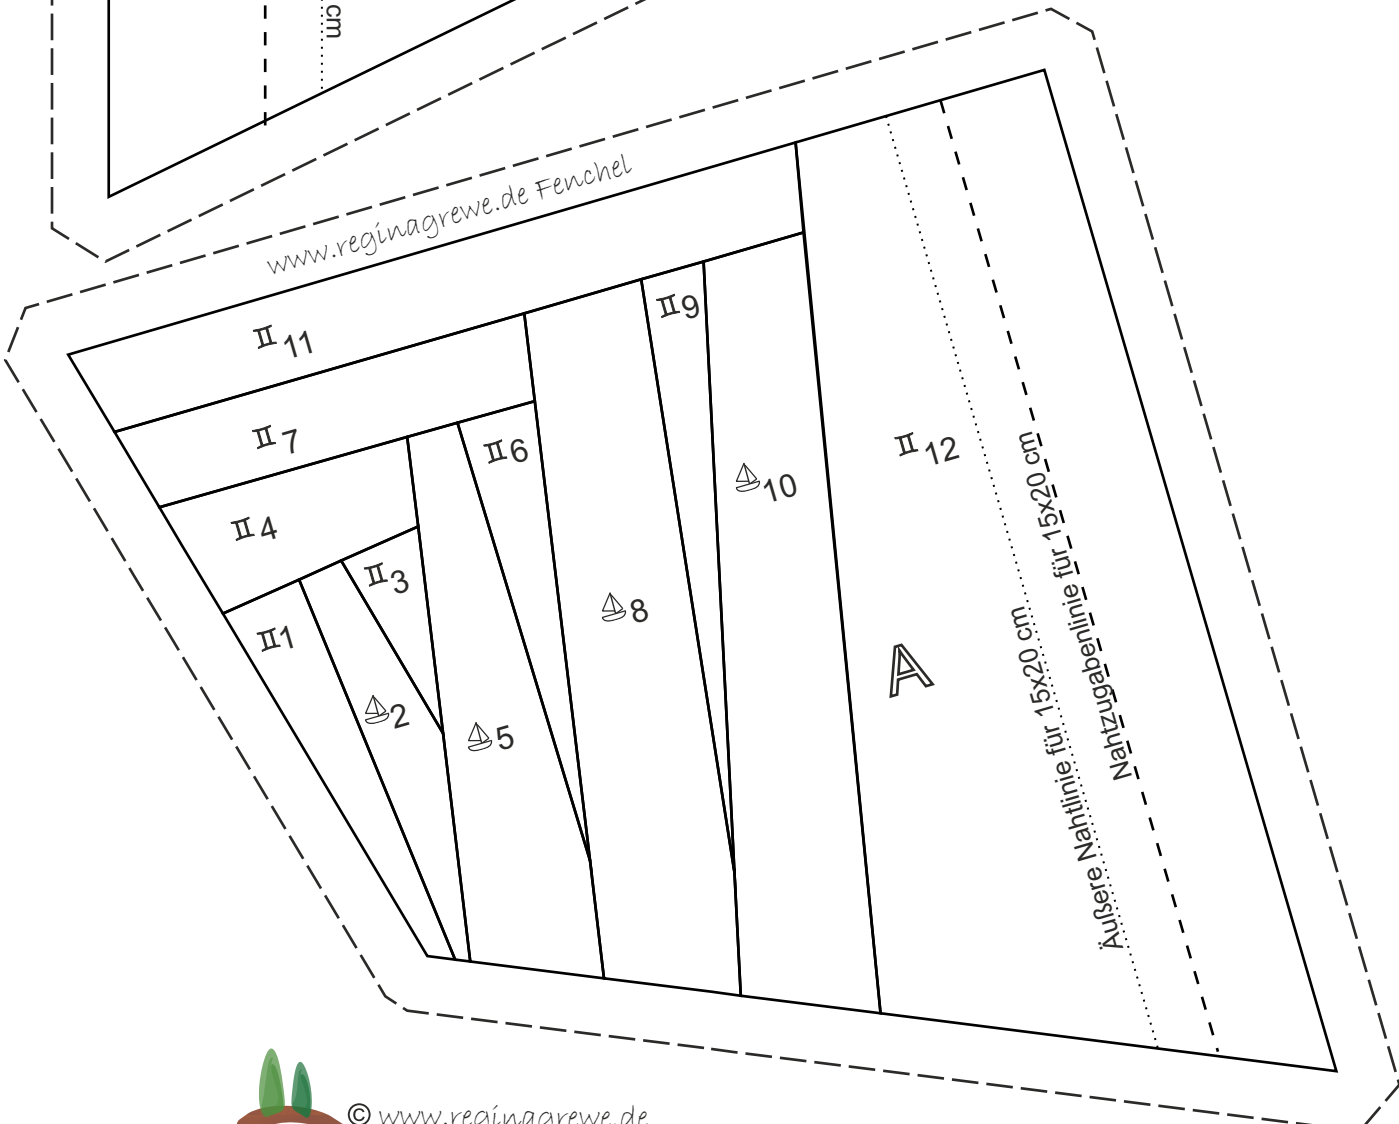 cm
www.reginagrewe.de Fenchel
♊11
♊7
♊9
♊6
♊4
♊3
♊1
⛵2
⛵5
⛵8
⛵10
♊12
A
Äußere Nahtlinie für 15x20 cm
Nahtzugabenlinie für 15x20 cm
© www.reginagrewe.de